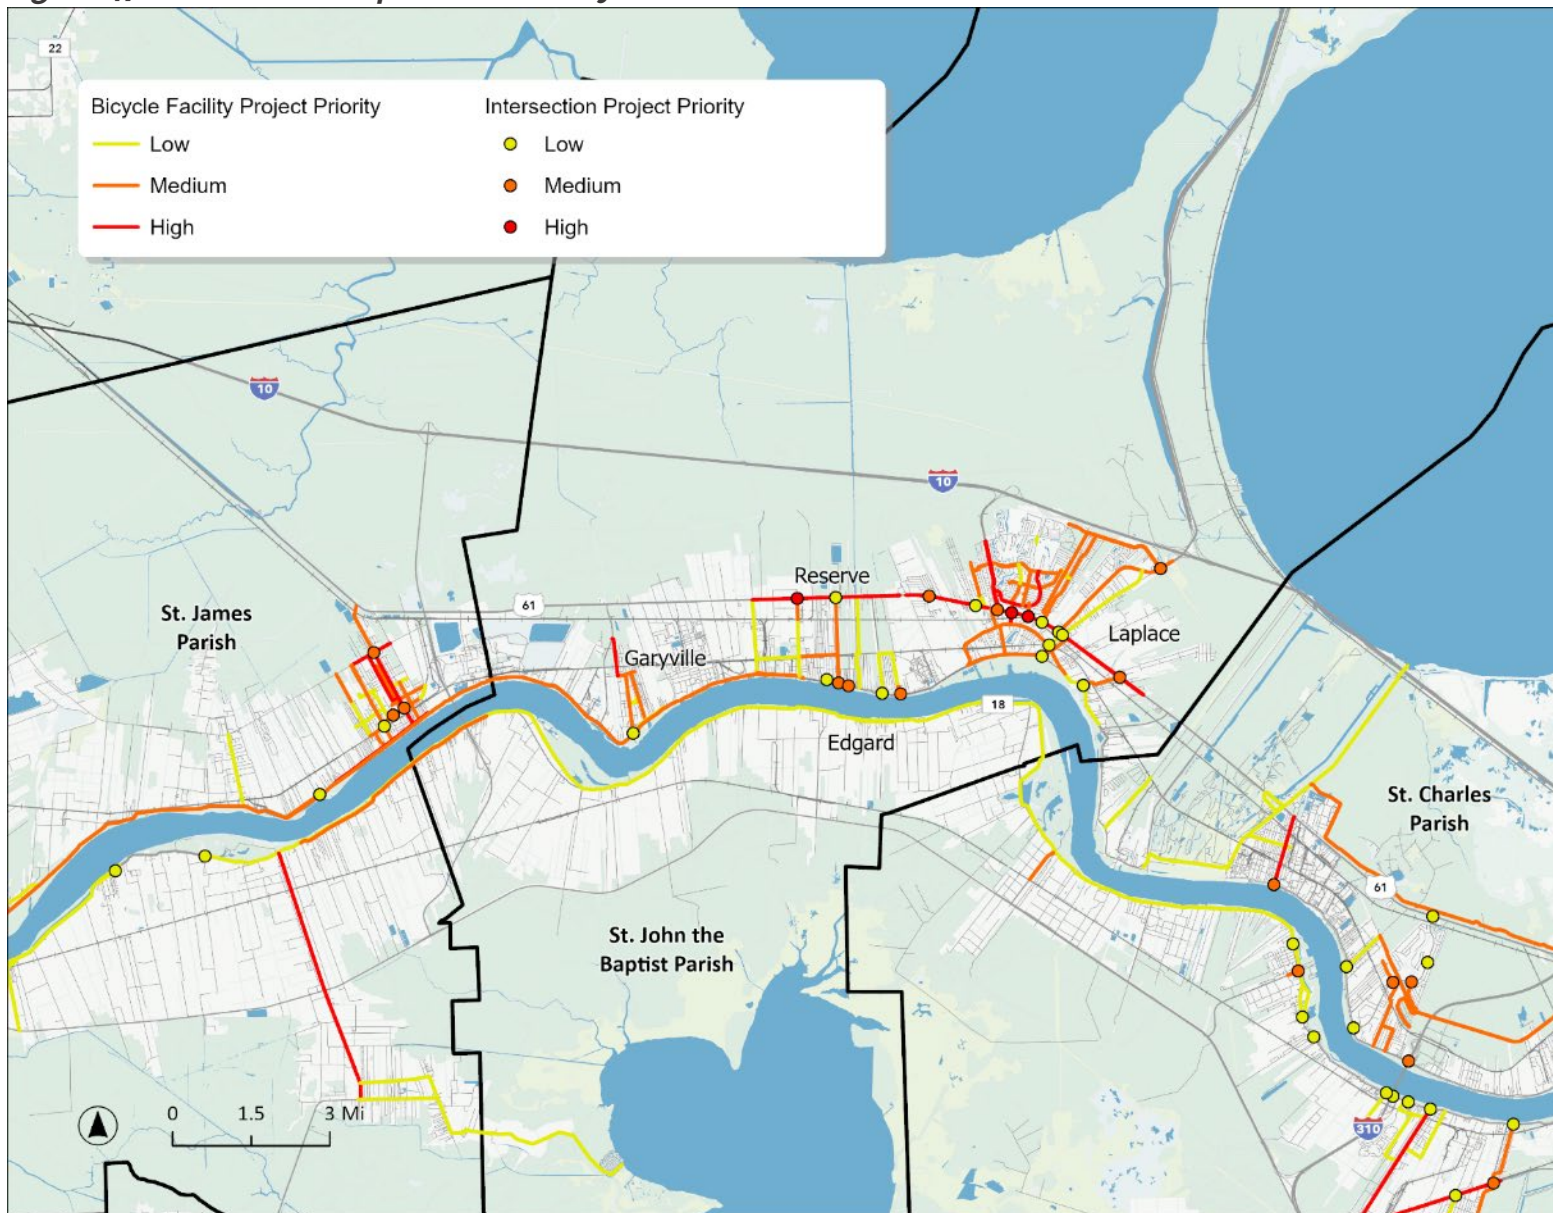 22
Bicycle Facility Project Priority
Intersection Project Priority
Low
Low
Medium
Medium
High
High
10
10
Reserve
61
St. James
Parish
Garyville
Laplace
18
Edgard
St. Charles
Parish
61
St. John the
Baptist Parish
0 1.5 3 Mi
310